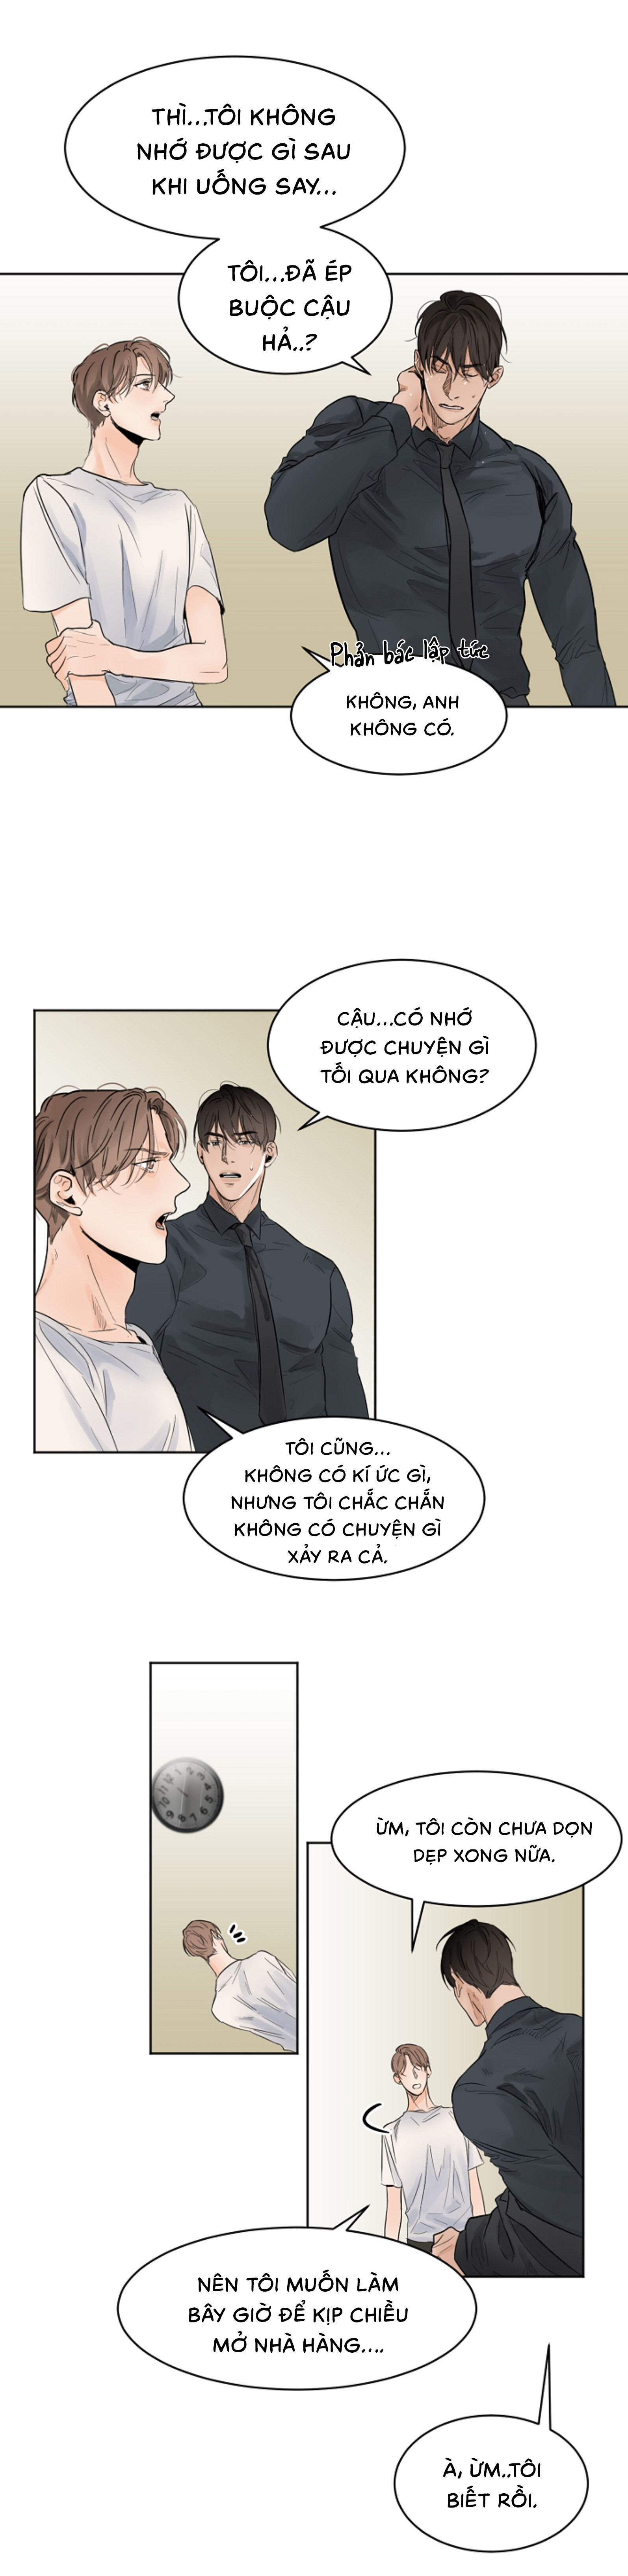 THÌ...TÔI KHÔNG
NHỚ ĐƯỢC GÌ SAU
KHI UỐNG SAY...
TÔI...ĐÃ ÉP
BUỘC CẬU
HẢ..?
Phản bác lập tức
KHÔNG, ANH
KHÔNG CÓ.
CẬU...CÓ NHỚ
ĐƯỢC CHUYỆN GÌ
TỐI QUA KHÔNG?
TÔI CŨNG...
KHÔNG CÓ KÍ ỨC GÌ,
NHƯNG TÔI CHẮC CHẮN
KHÔNG CÓ CHUYỆN GÌ
XẢY RA CẢ.
ỪM, TÔI CÒN CHƯA DỌN
DẸP XONG NỮA.
NÊN TÔI MUỐN LÀM
BÂY GIỜ ĐỂ KỊP CHIỀU
MỞ NHÀ HÀNG....
À, ỪM..TÔI
BIẾT RỒI.